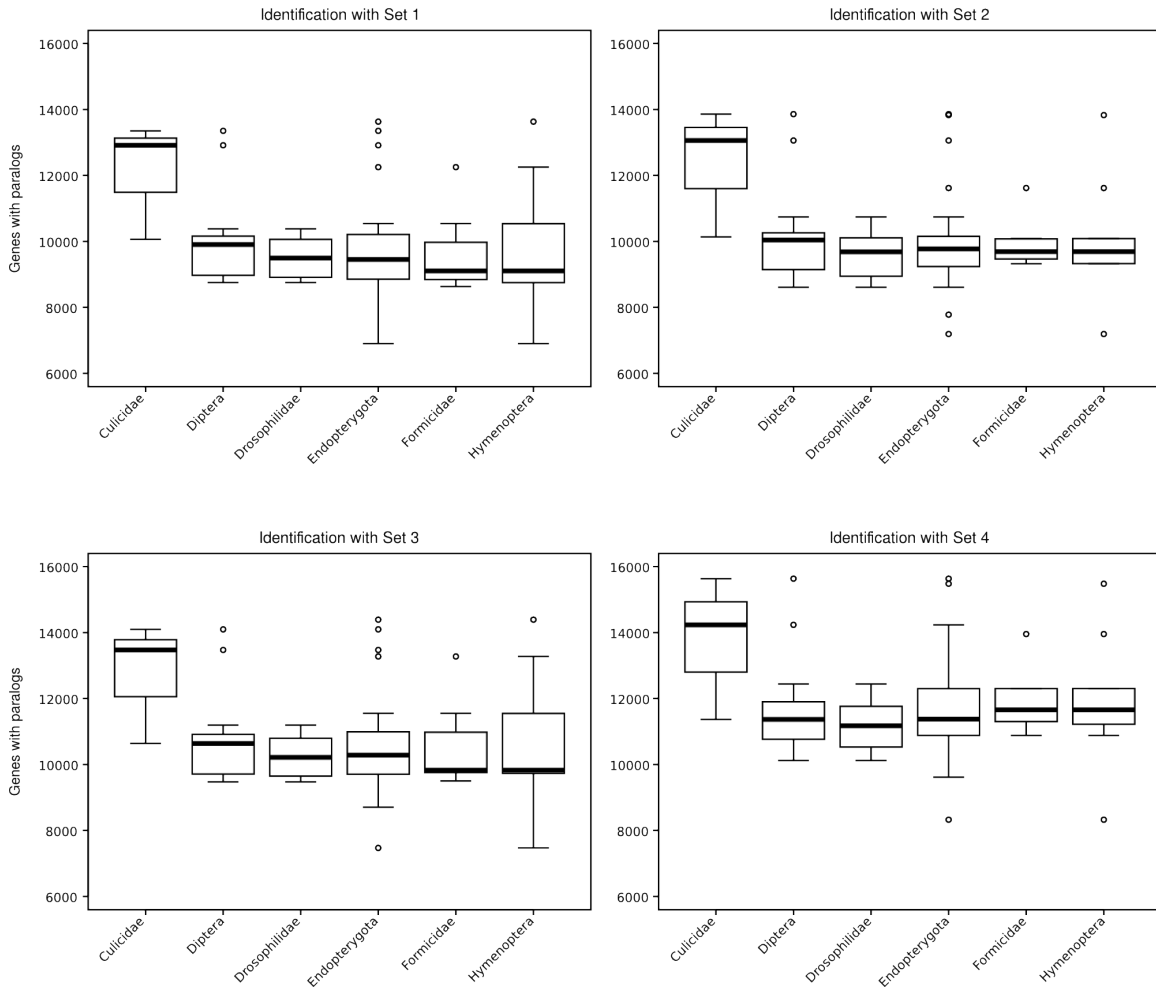 Identification with Set 1
Genes with paralogs
16000
14000
12000
10000
8000
6000
Culicidae
Diptera
Drosophilidae
Endopterygota
Formicidae
Hymenoptera
Identification with Set 2
16000
14000
12000
10000
8000
6000
Culicidae
Diptera
Drosophilidae
Endopterygota
Formicidae
Hymenoptera
Identification with Set 3
Genes with paralogs
16000
14000
12000
10000
8000
6000
Culicidae
Diptera
Drosophilidae
Endopterygota
Formicidae
Hymenoptera
Identification with Set 4
16000
14000
12000
10000
8000
6000
Culicidae
Diptera
Drosophilidae
Endopterygota
Formicidae
Hymenoptera